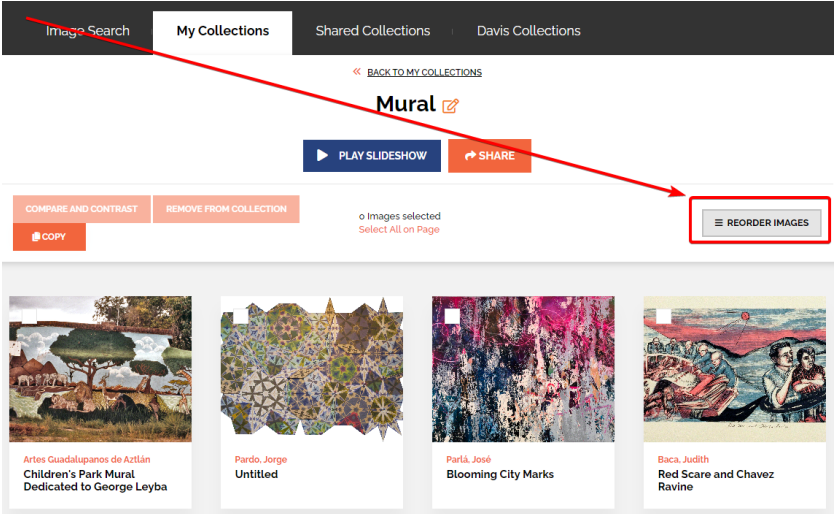 Image Search
My Collections
Shared Collections
Davis Collections
« BACK TO MY COLLECTIONS
Mural
PLAY SLIDESHOW
SHARE
COMPARE AND CONTRAST
REMOVE FROM COLLECTION
COPY
0 Images selected
Select All on Page
REORDER IMAGES
Artes Guadalupanos de Aztlán
Children's Park Mural
Dedicated to George Leyba
Pardo, Jorge
Untitled
Parlá, José
Blooming City Marks
Baca, Judith
Red Scare and Chavez
Ravine